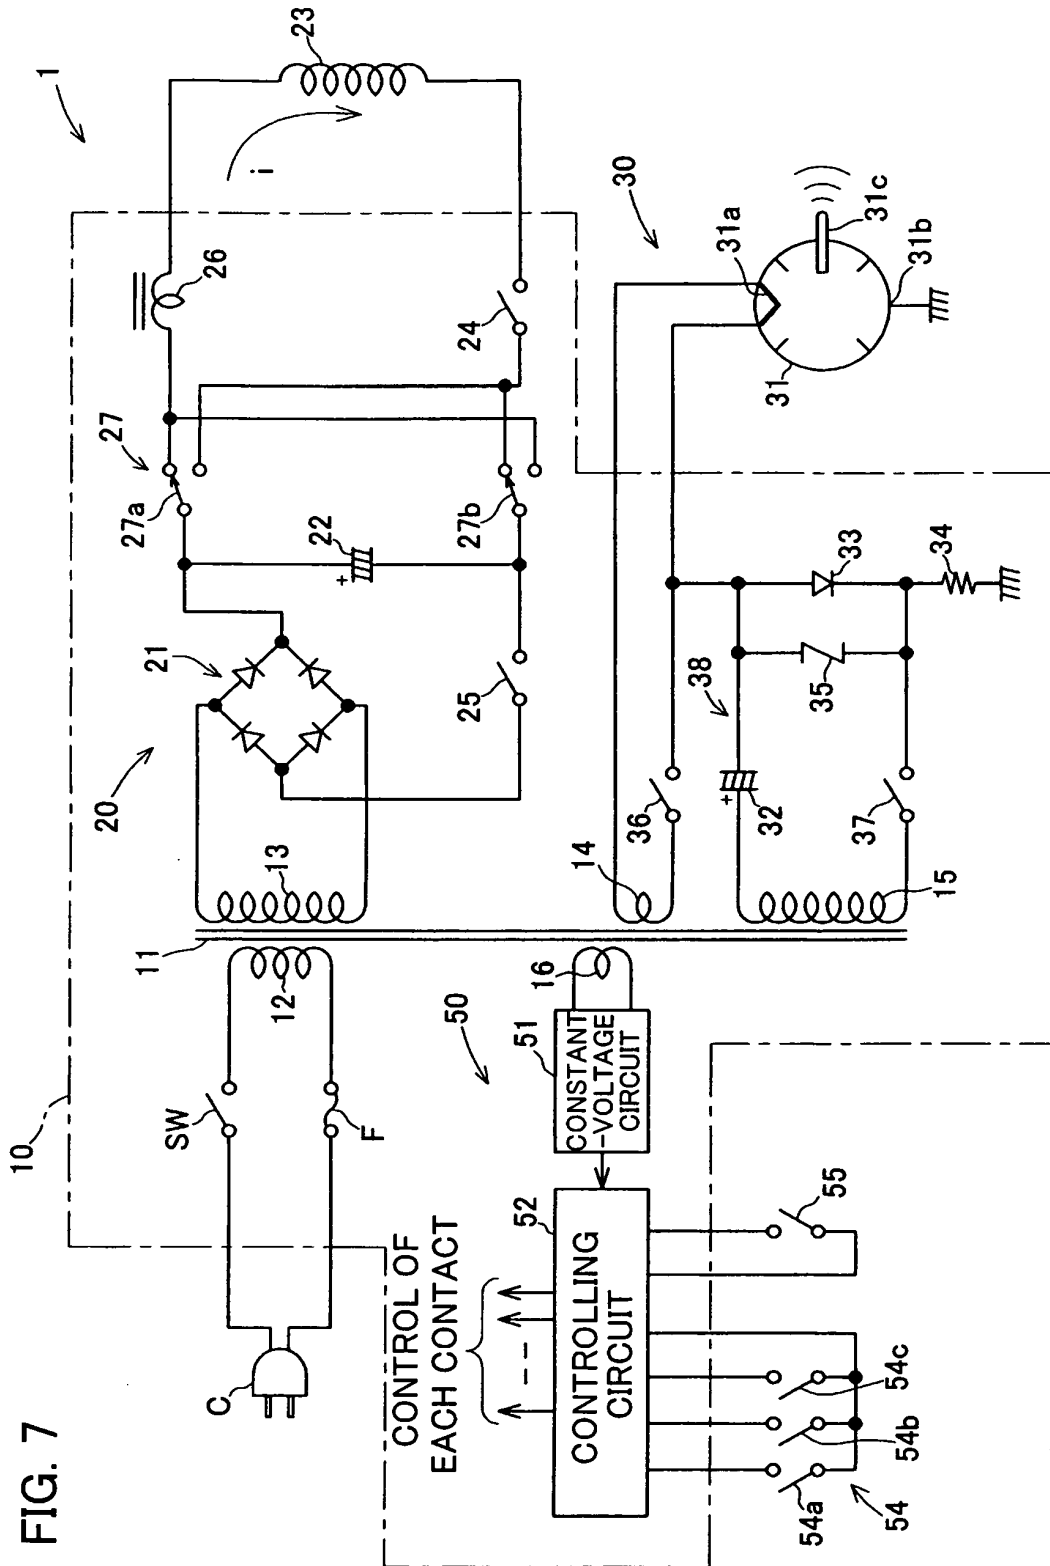 FIG. 7
10
11
1
C
SW
F
12
13
20
21
22
+
25
27
27a
27b
24
26
23
i
CONTROL OF
EACH CONTACT
50
52
CONTROLLING
CIRCUIT
51
CONSTANT
-VOLTAGE
CIRCUIT
16
14
36
30
31a
31
31b
31c
15
32
+
38
37
35
33
34
54a
54b
54c
54
55